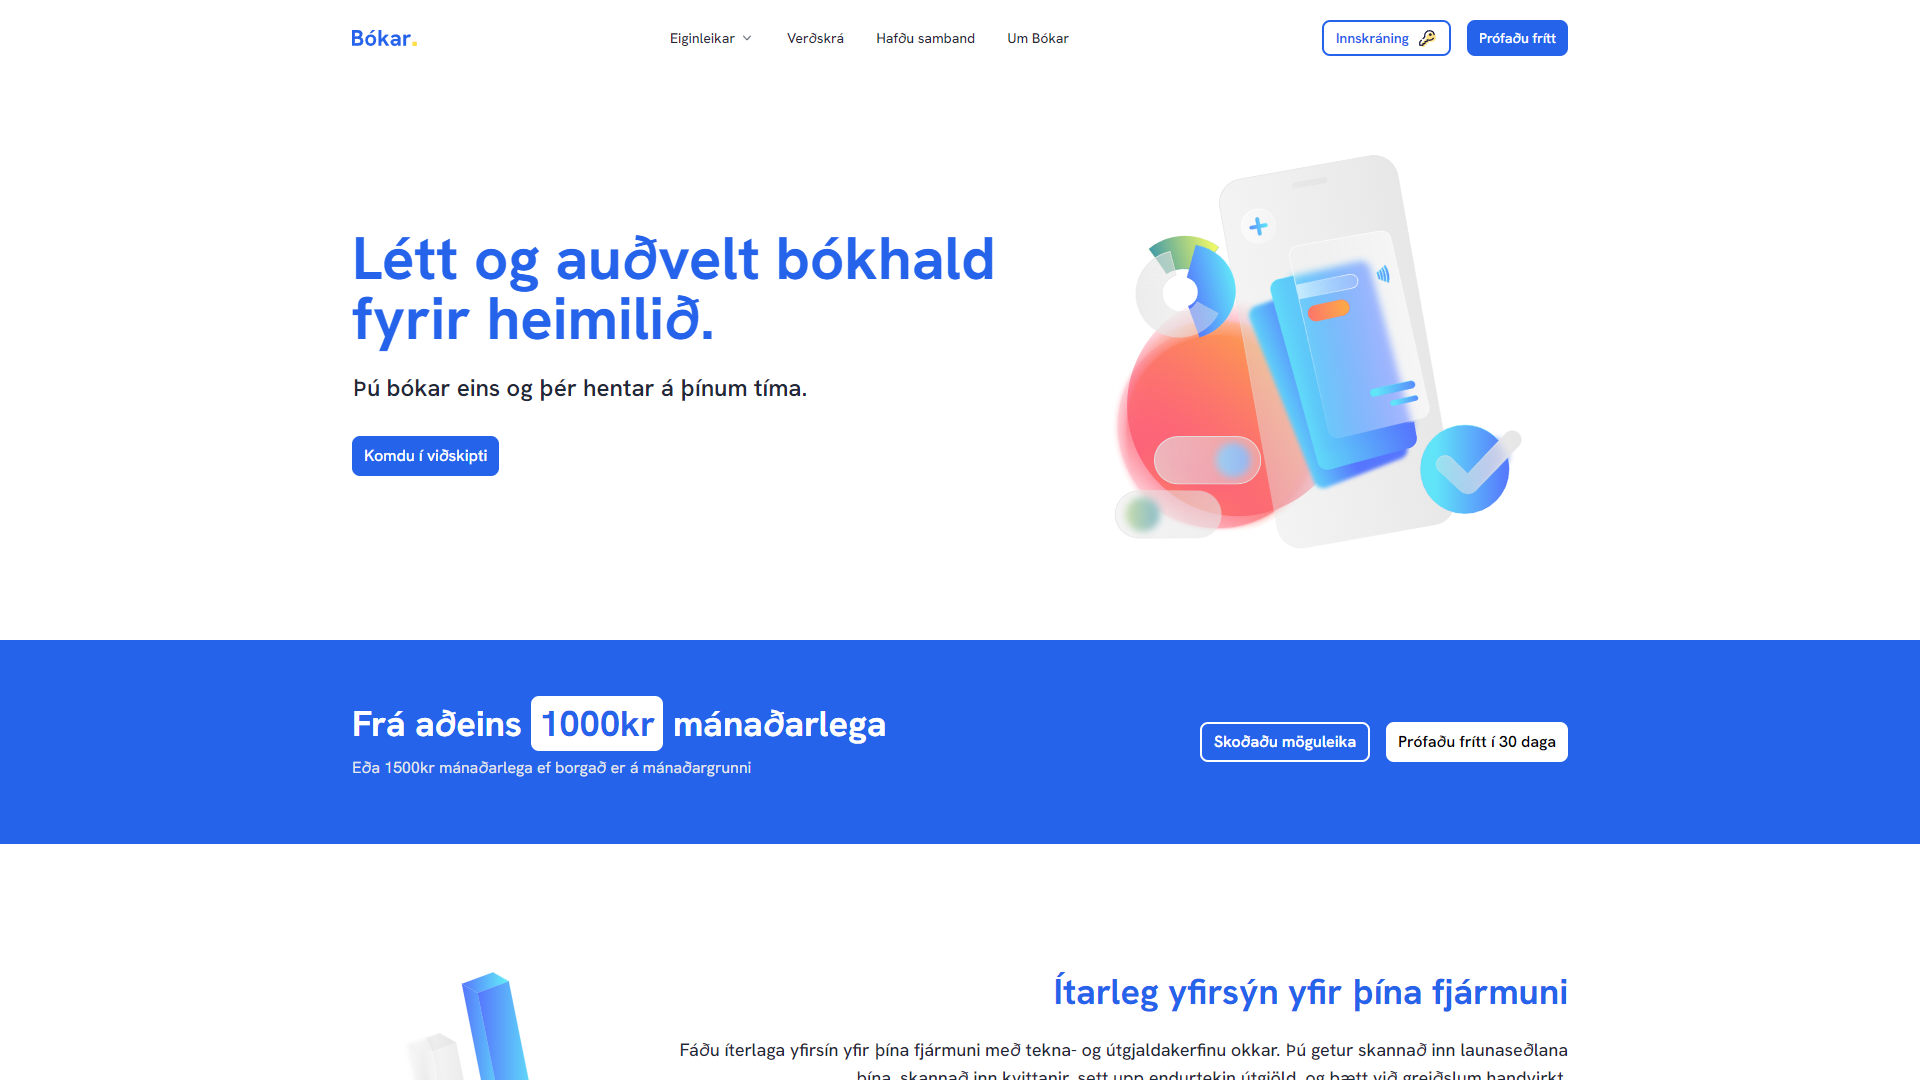 Bókar.
Eiginleikar
Verðskrá
Hafðu samband
Um Bókar
Innskráning
Prófaðu frítt
Létt og auðvelt bókhald
fyrir heimilið.
Þú bókar eins og þér hentar á þínum tíma.
Komdu í viðskipti
Frá aðeins 1000kr mánaðarlega
Eða 1500kr mánaðarlega ef borgað er á mánaðargrunni
Skoðaðu möguleika
Prófaðu frítt í 30 daga
Ítarleg yfirsýn yfir þína fjármuni
Fáðu íterlaga yfirsín yfir þína fjármuni með tekna- og útgjaldakerfinu okkar. Þú getur skannað inn launaseðlana
þína, skannað inn kvittanir, sett upp endurtekin útgjöld, og bætt við greiðslum handvirkt.